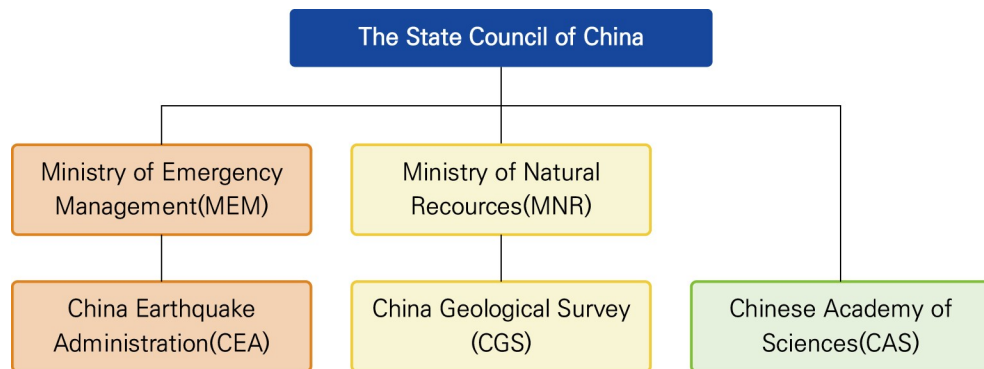 The State Council of China
Ministry of Emergency
Management(MEM)
Ministry of Natural
Recources(MNR)
China Earthquake
Administration(CEA)
China Geological Survey
(CGS)
Chinese Academy of
Sciences(CAS)